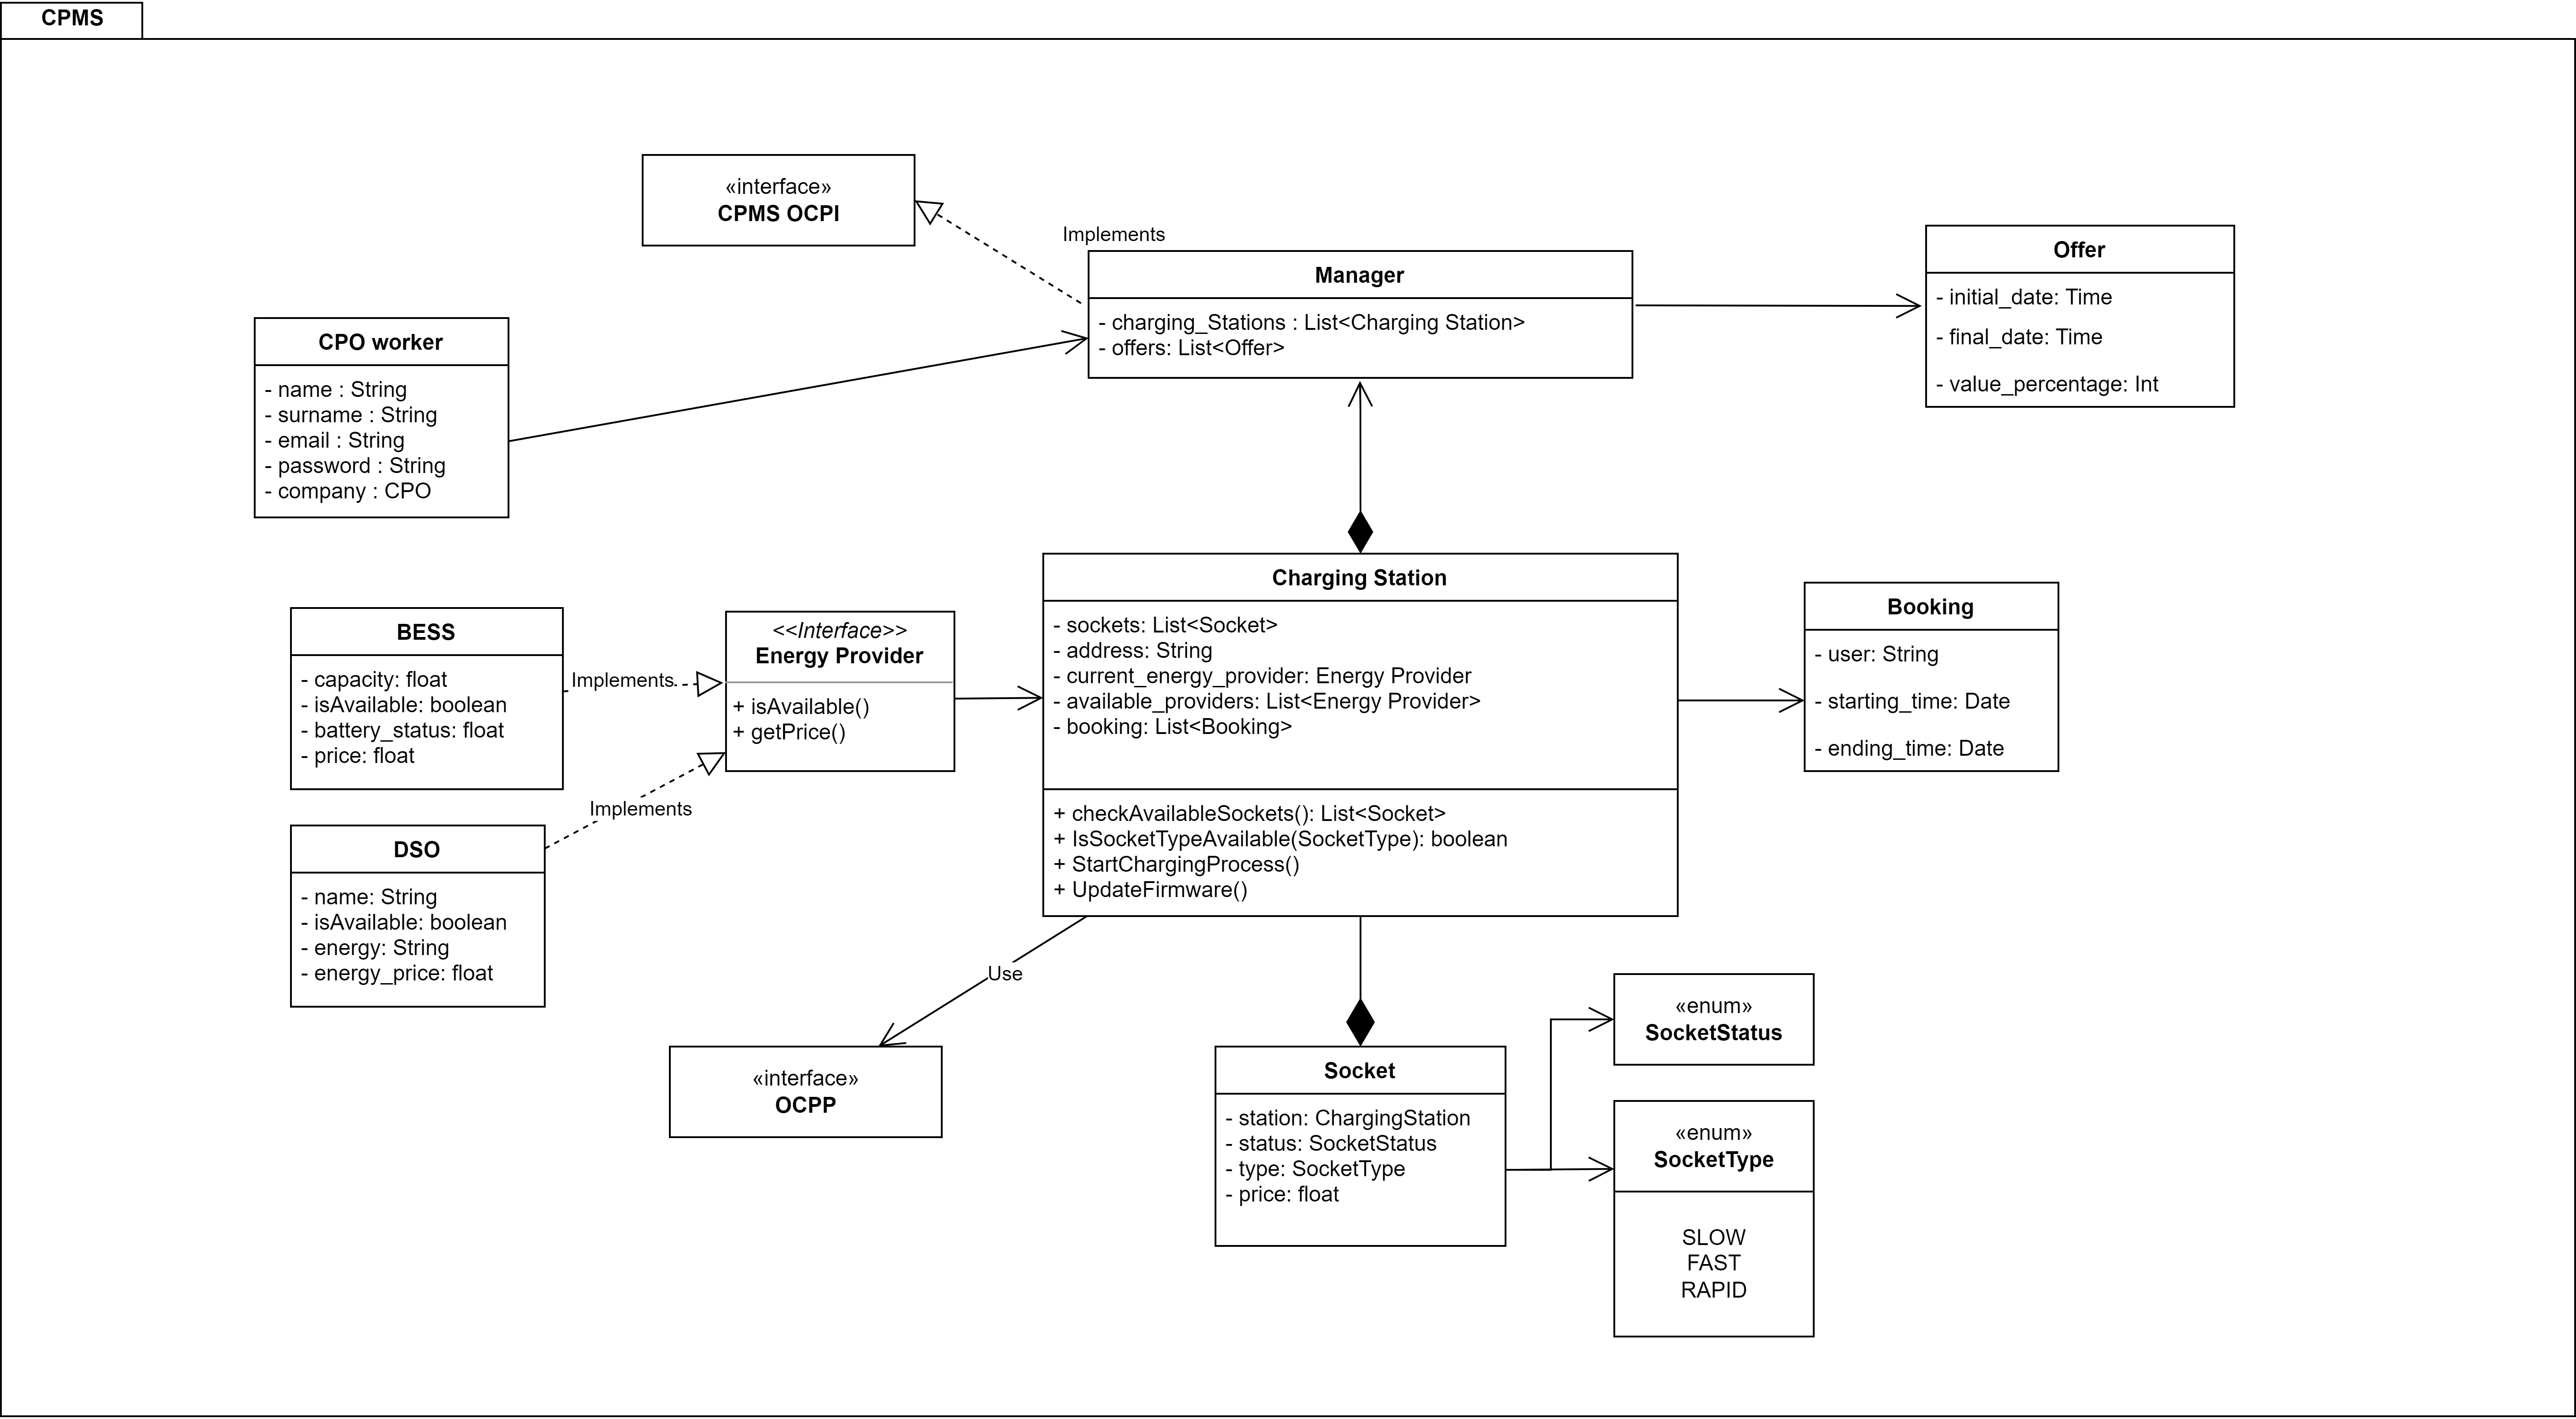 CPMS
«interface»
CPMS OCPI
Implements
Manager
- charging_Stations : List<Charging Station>
- offers: List<Offer>
Offer
- initial_date: Time
- final_date: Time
- value_percentage: Int
CPO worker
- name : String
- surname : String
- email : String
- password : String
- company : CPO
BESS
- capacity: float
- isAvailable: boolean
- battery_status: float
- price: float
Implements
<<Interface>>
Energy Provider
+ isAvailable()
+ getPrice()
Charging Station
- sockets: List<Socket>
- address: String
- current_energy_provider: Energy Provider
- available_providers: List<Energy Provider>
- booking: List<Booking>
+ checkAvailableSockets(): List<Socket>
+ IsSocketTypeAvailable(SocketType): boolean
+ StartChargingProcess()
+ UpdateFirmware()
Booking
- user: String
- starting_time: Date
- ending_time: Date
Implements
DSO
- name: String
- isAvailable: boolean
- energy: String
- energy_price: float
Use
«interface»
OCPP
Socket
- station: ChargingStation
- status: SocketStatus
- type: SocketType
- price: float
«enum»
SocketStatus
«enum»
SocketType
SLOW
FAST
RAPID